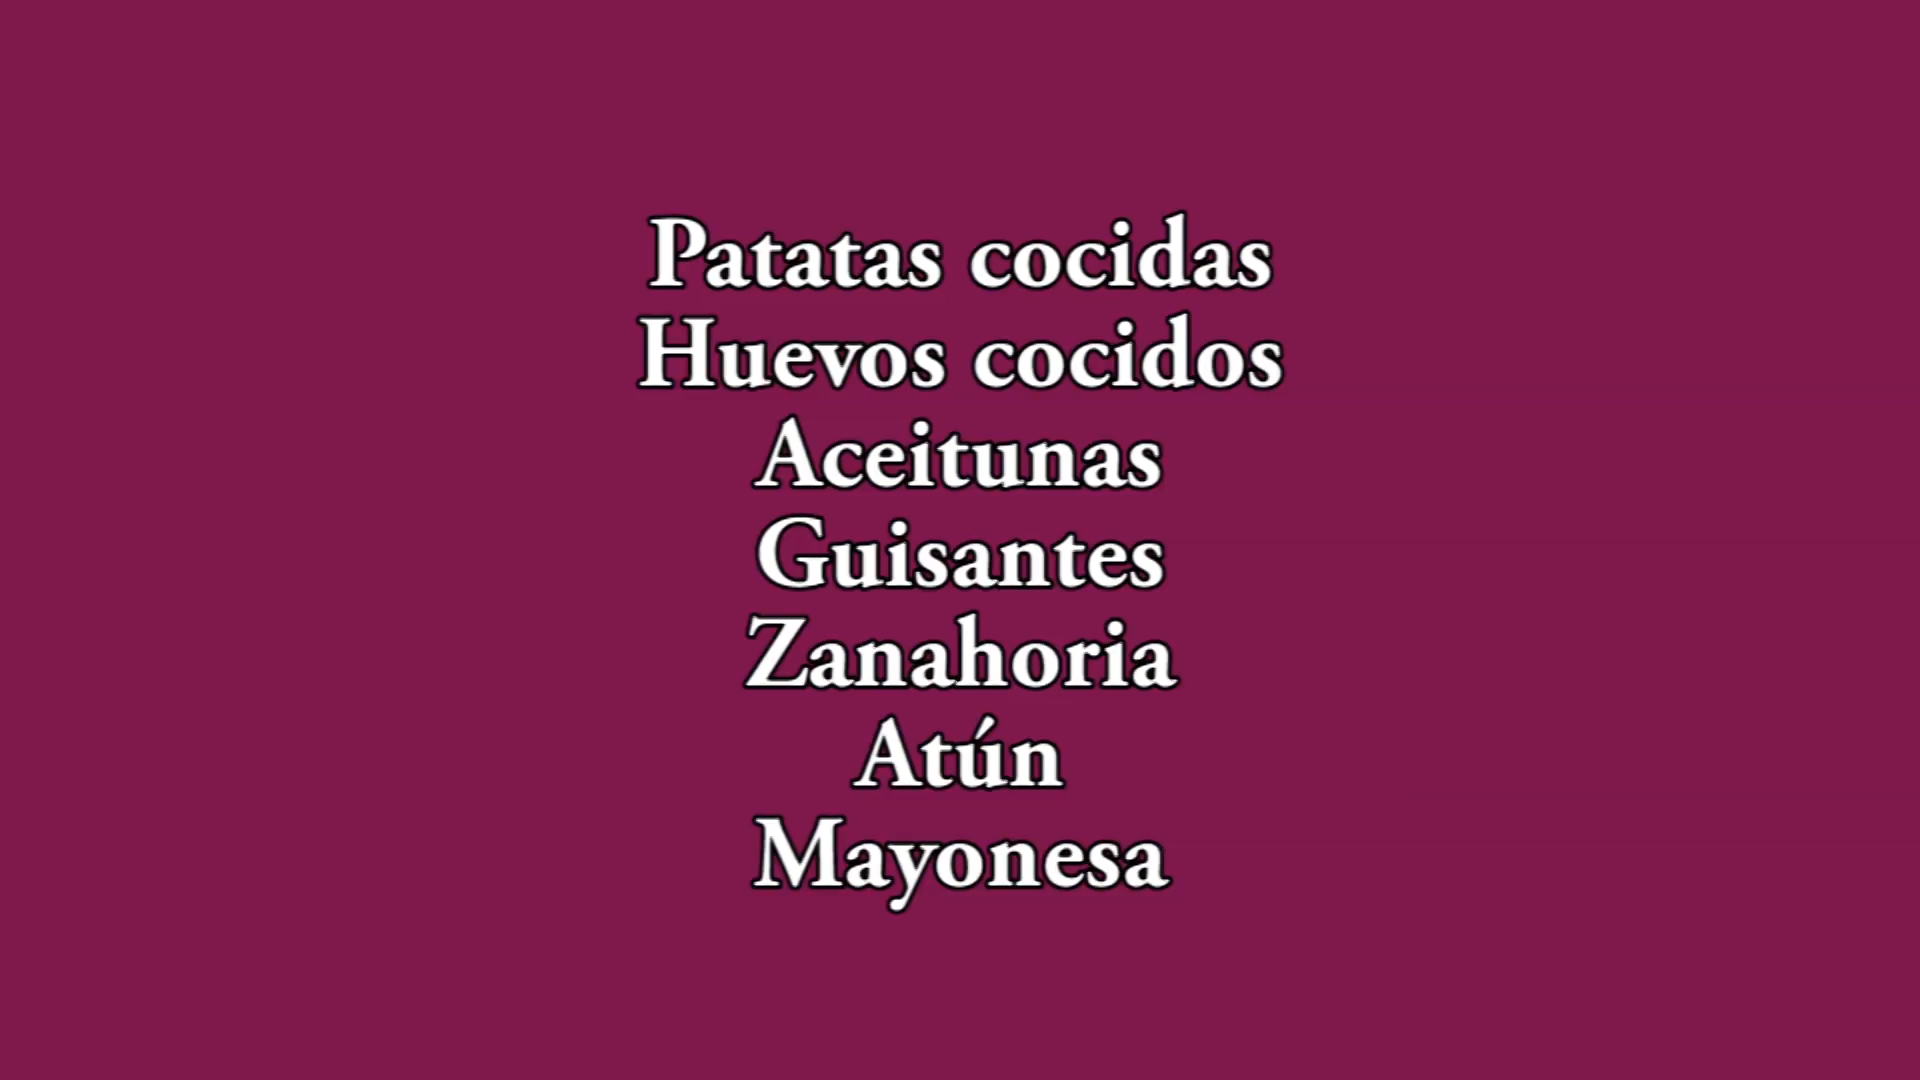 Patatas cocidas
Huevos cocidos
Aceitunas
Guisantes
Zanahoria
Atún
Mayonesa